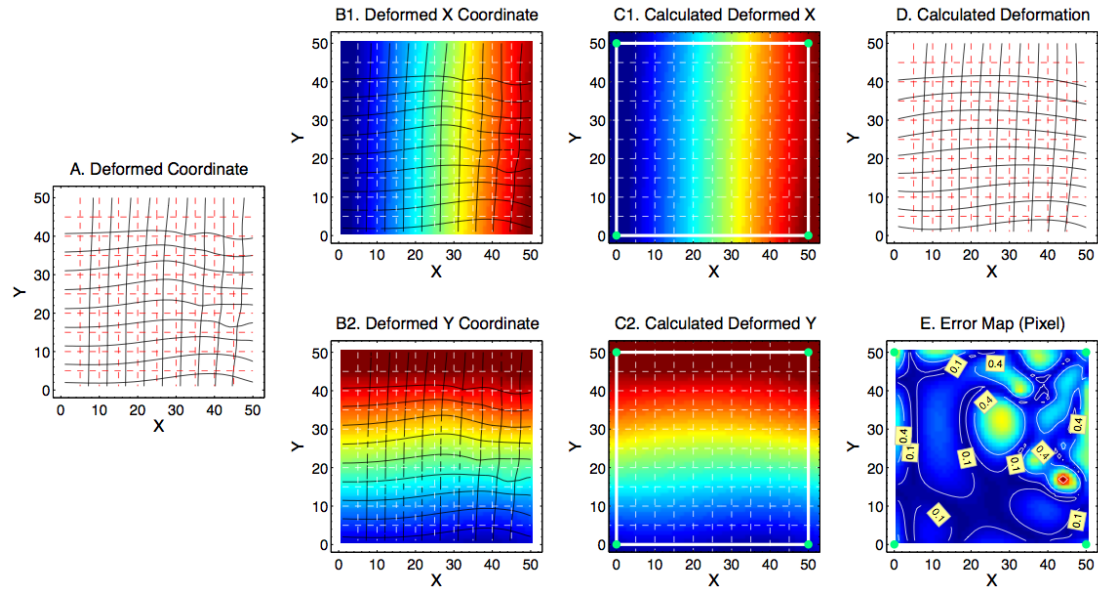 B1. Deformed X Coordinate
C1. Calculated Deformed X
D. Calculated Deformation
50
40
30
20
10
0
Y
0 10 20 30 40 50
X
50
40
30
20
10
0
Y
0 10 20 30 40 50
X
50
40
30
20
10
0
Y
0 10 20 30 40 50
X
A. Deformed Coordinate
50
40
30
20
10
0
Y
0 10 20 30 40 50
X
B2. Deformed Y Coordinate
C2. Calculated Deformed Y
E. Error Map (Pixel)
50
40
30
20
10
0
Y
0 10 20 30 40 50
X
50
40
30
20
10
0
Y
0 10 20 30 40 50
X
50
40
30
20
10
0
Y
0.1
0.4
0.4
0.4
0.4
0.1
0.1
0.1
0.4
0.1
0.1
0 10 20 30 40 50
X